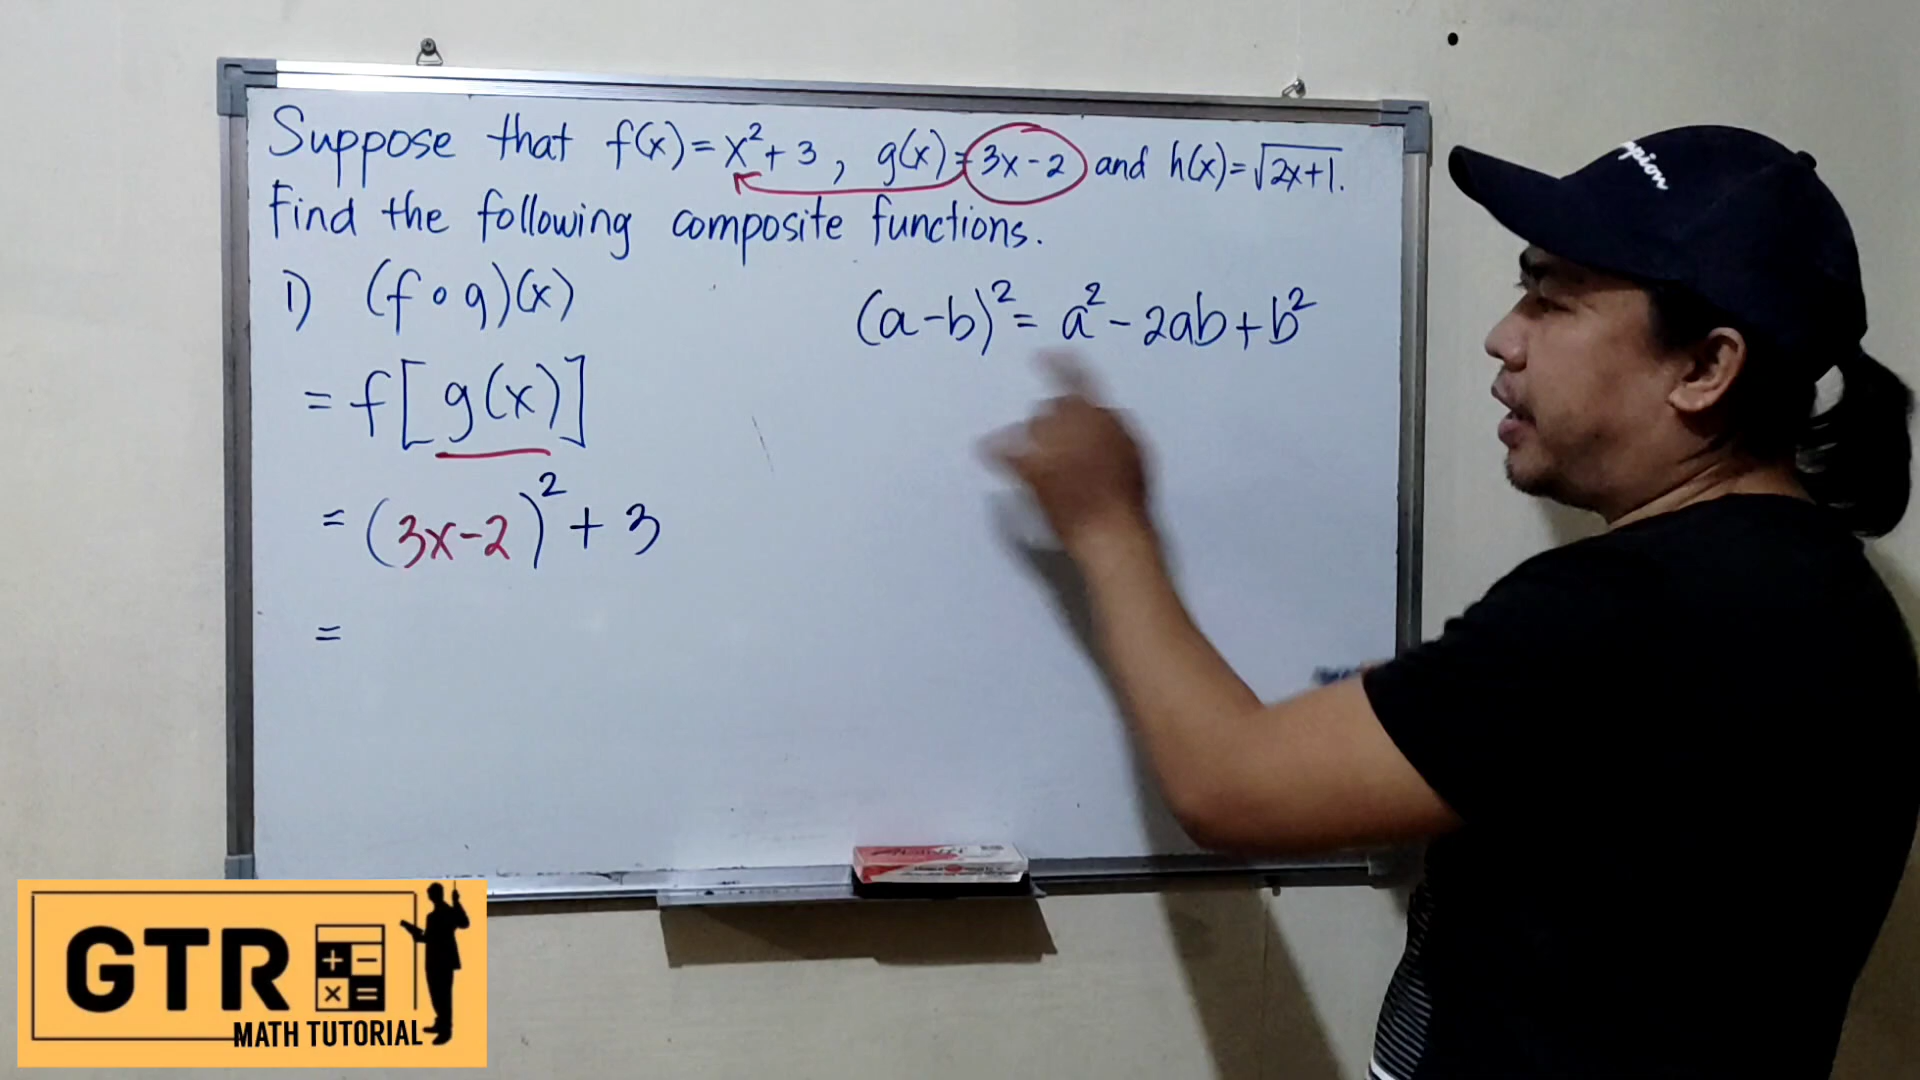 Suppose that f(x)=x²+3, g(x)=3x-2 and h(x)=√2x+1.
Find the following composite functions.
1) (f∘g)(x)
= f[g(x)]
= (3x-2)²+3
=
(a-b)²= a²-2ab+b²
GTR
+ -
× =
MATH TUTORIAL